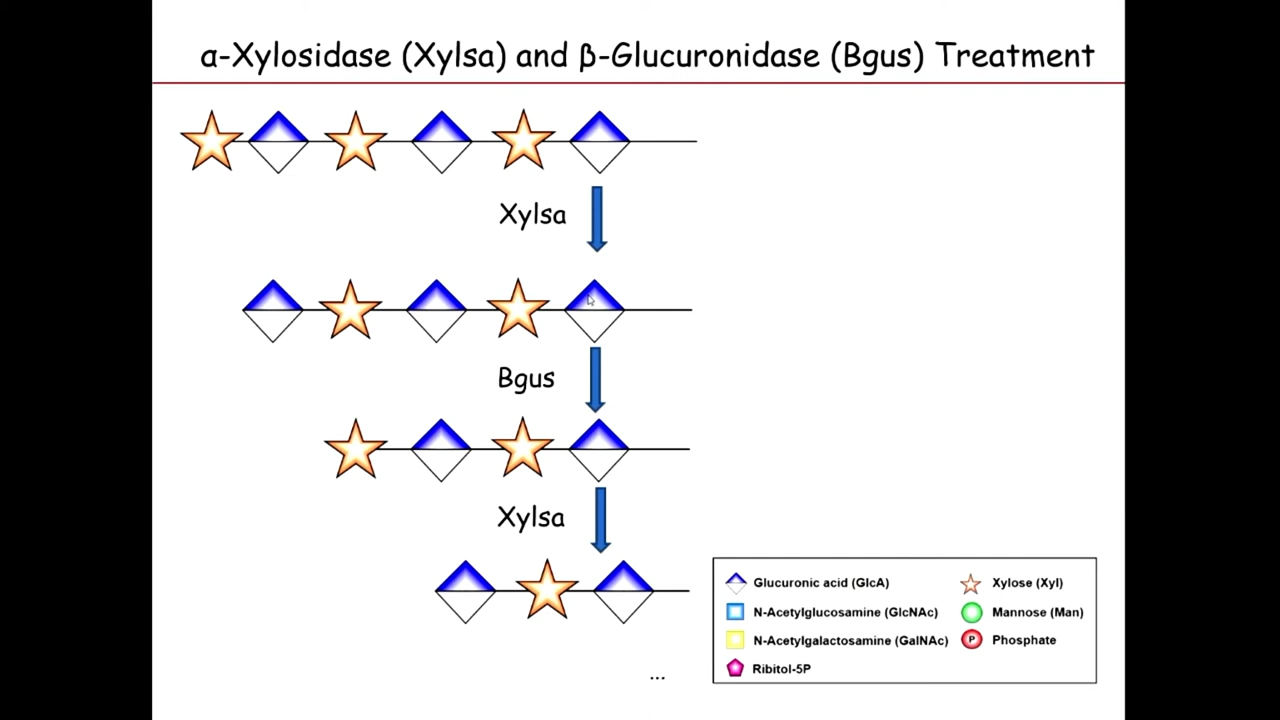 α-Xylosidase (Xylsa) and β-Glucuronidase (Bgus) Treatment
Xylsa
Bgus
Xylsa
...
Glucuronic acid (GlcA)
Xylose (Xyl)
N-Acetylglucosamine (GlcNAc)
Mannose (Man)
N-Acetylgalactosamine (GalNAc)
P Phosphate
Ribitol-5P